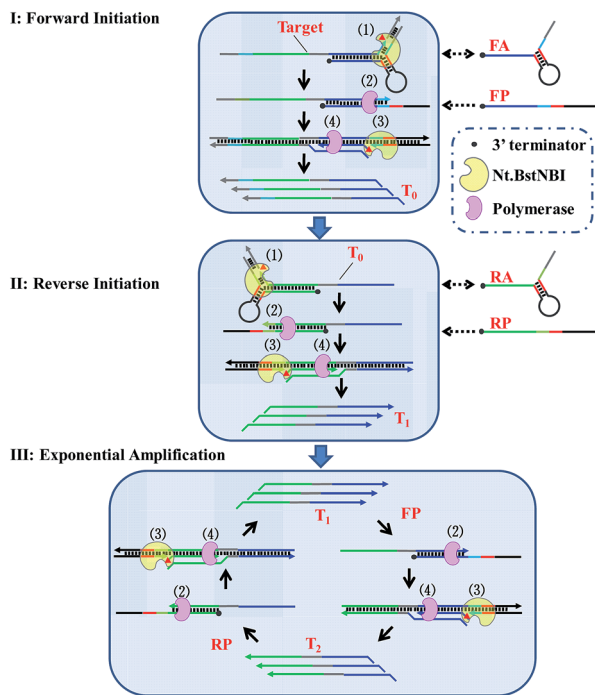 I: Forward Initiation
Target
(1)
FA
(2)
FP
(4) (3)
3' terminator
Nt.BstNBI
Polymerase
T0
II: Reverse Initiation
(1)
T0
RA
(2)
RP
(3) (4)
T1
III: Exponential Amplification
T1
FP
(3) (4) (2)
(2) (4) (3)
RP
T2